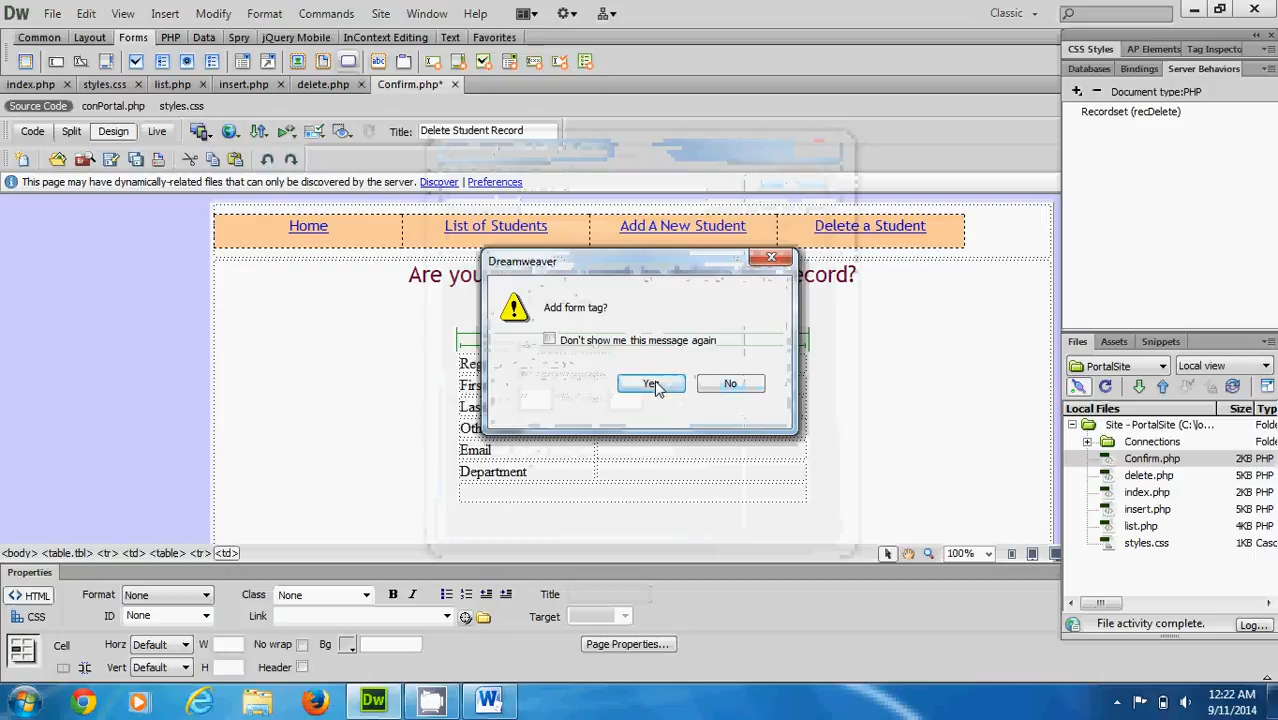 Dw File Edit View Insert Modify Format Commands Site Window Help Classic
Common Layout Forms PHP Data Spry jQuery Mobile InContext Editing Text Favorites
index.php styles.css list.php insert.php delete.php Confirm.php*
Source Code conPortal.php styles.css
Code Split Design Live Title: Delete Student Record
This page may have dynamically-related files that can only be discovered by the server. Discover Preferences
Home List of Students Add A New Student Delete a Student
Are you
Dreamweaver
Add form tag?
Don't show me this message again
Yes No
Email
Department
<body> <table.tbl> <tr> <td> <table> <tr> <td> 100%
Properties
<> HTML Format None Class None B I Title
CSS ID None Link Target
Cell Horz Default W No wrap Bg Page Properties...
Vert Default H Header
CSS Styles AP Elements Tag Inspecto
Databases Bindings Server Behaviors
Document type:PHP
Recordset (recDelete)
Files Assets Snippets
PortalSite Local view
Local Files Size Typ
Site - PortalSite (C:\lo... Folde
Connections Folde
Confirm.php 2KB PHP
delete.php 5KB PHP
index.php 2KB PHP
insert.php 5KB PHP
list.php 4KB PHP
styles.css 1KB Casc
File activity complete. Log...
12:22 AM
9/11/2014